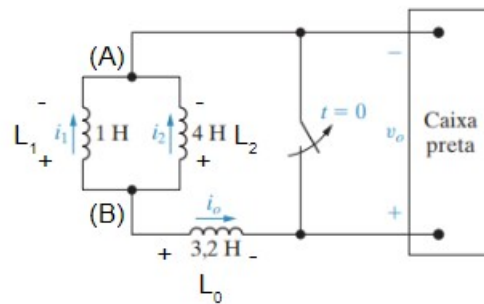 (A)
- - −
L₁ i₁ 1 H i₂ 4 H L₂ t = 0 vₒ Caixa
+ + preta
(B)
iₒ +
+ 3,2 H -
L₀